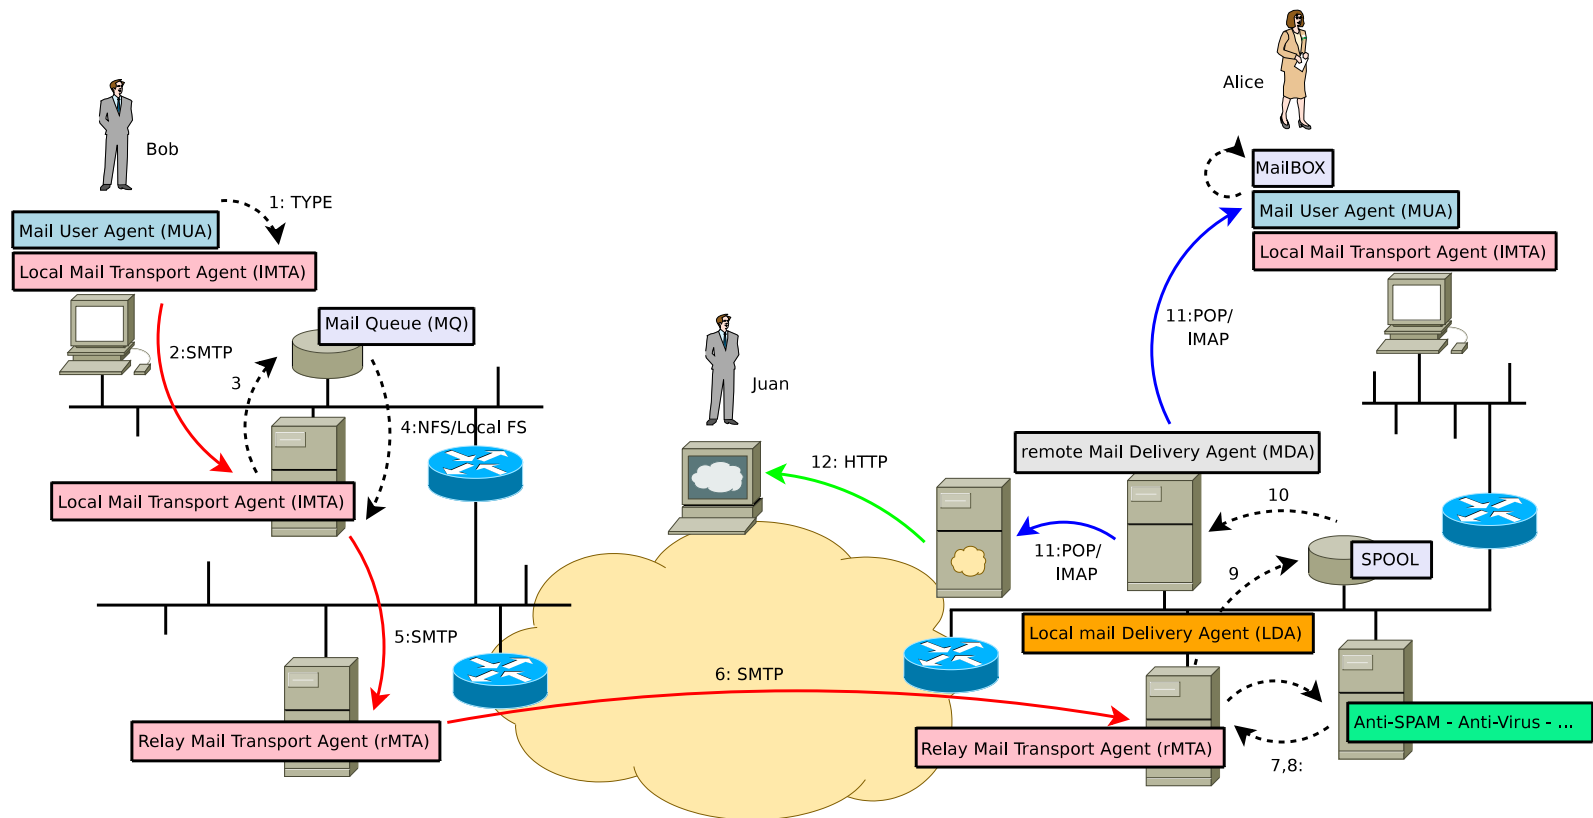 Alice
Bob
MailBOX
1: TYPE
Mail User Agent (MUA)
Mail User Agent (MUA)
Local Mail Transport Agent (lMTA)
Local Mail Transport Agent (lMTA)
Mail Queue (MQ)
2:SMTP
3
11:POP/
IMAP
Juan
4:NFS/Local FS
remote Mail Delivery Agent (MDA)
12: HTTP
Local Mail Transport Agent (lMTA)
10
11:POP/
IMAP
SPOOL
9
5:SMTP
Local mail Delivery Agent (LDA)
6: SMTP
Relay Mail Transport Agent (rMTA)
Relay Mail Transport Agent (rMTA)
Anti-SPAM - Anti-Virus - ...
7,8: